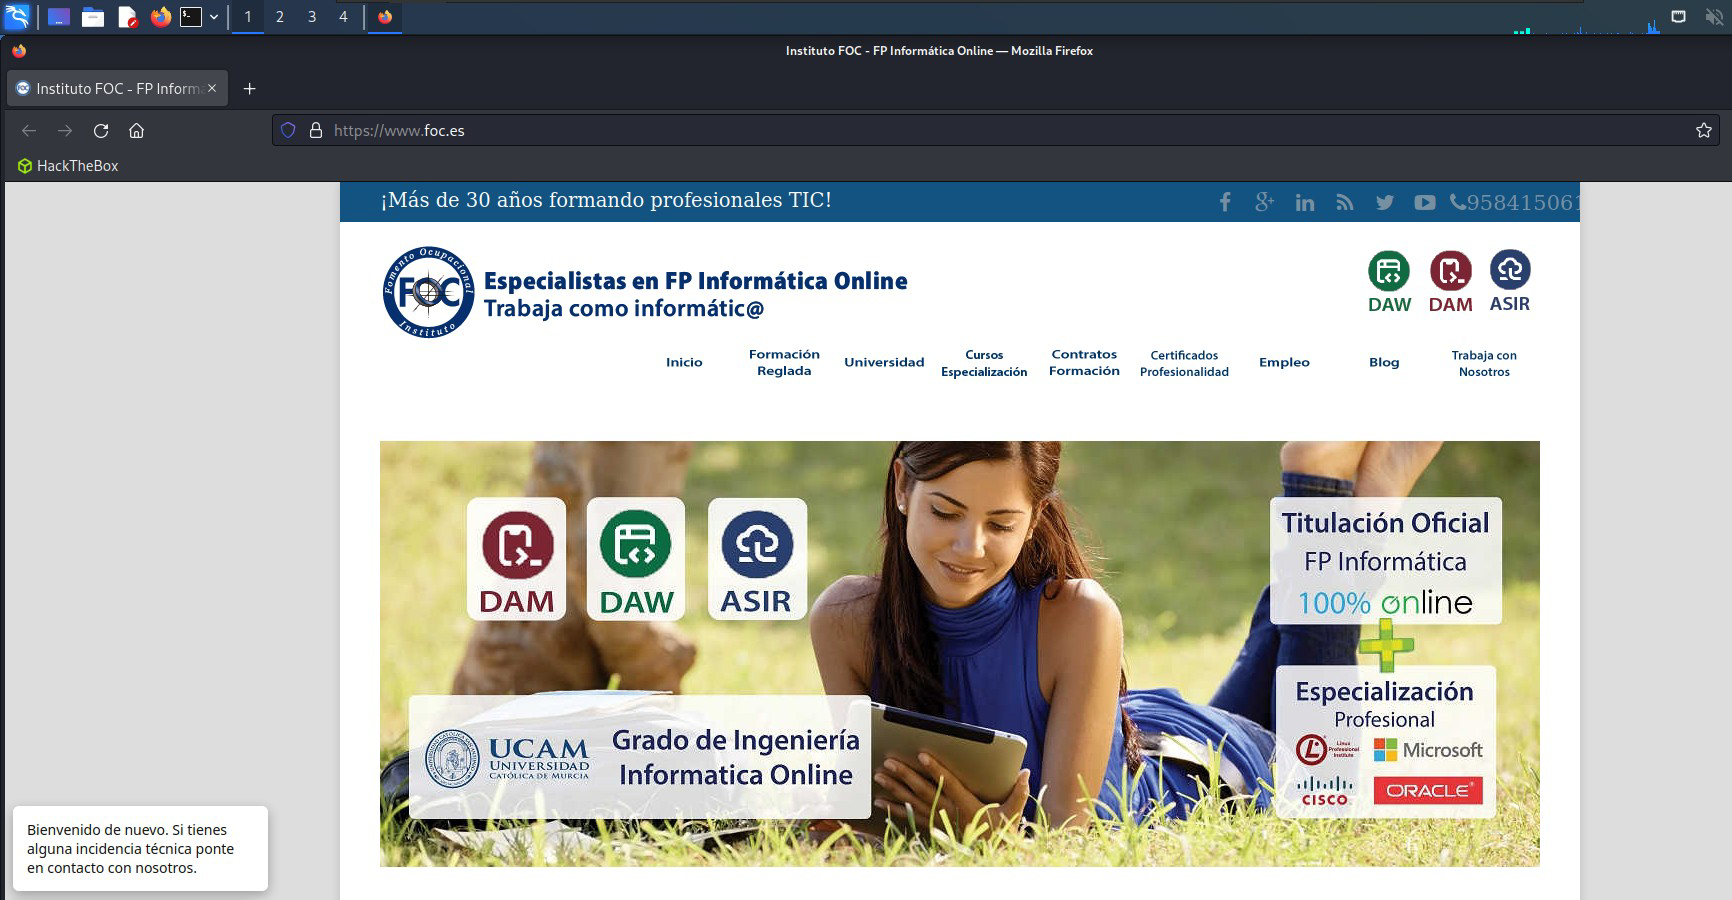 1 2 3 4
Instituto FOC - FP Informática Online — Mozilla Firefox
Instituto FOC - FP Inform
https://www.foc.es
HackTheBox
¡Más de 30 años formando profesionales TIC!
958415061
Fomento Ocupacional
FOC
Instituto
Especialistas en FP Informática Online
Trabaja como informátic@
DAW DAM ASIR
Inicio
Formación
Reglada
Universidad
Cursos
Especialización
Contratos
Formación
Certificados
Profesionalidad
Empleo
Blog
Trabaja con
Nosotros
DAM DAW ASIR
Titulación Oficial
FP Informática
100% online
Especialización
Profesional
Linux
Professional
Institute
Microsoft
CISCO
ORACLE
UCAM
UNIVERSIDAD
CATÓLICA DE MURCIA
Grado de Ingeniería
Informatica Online
Bienvenido de nuevo. Si tienes
alguna incidencia técnica ponte
en contacto con nosotros.